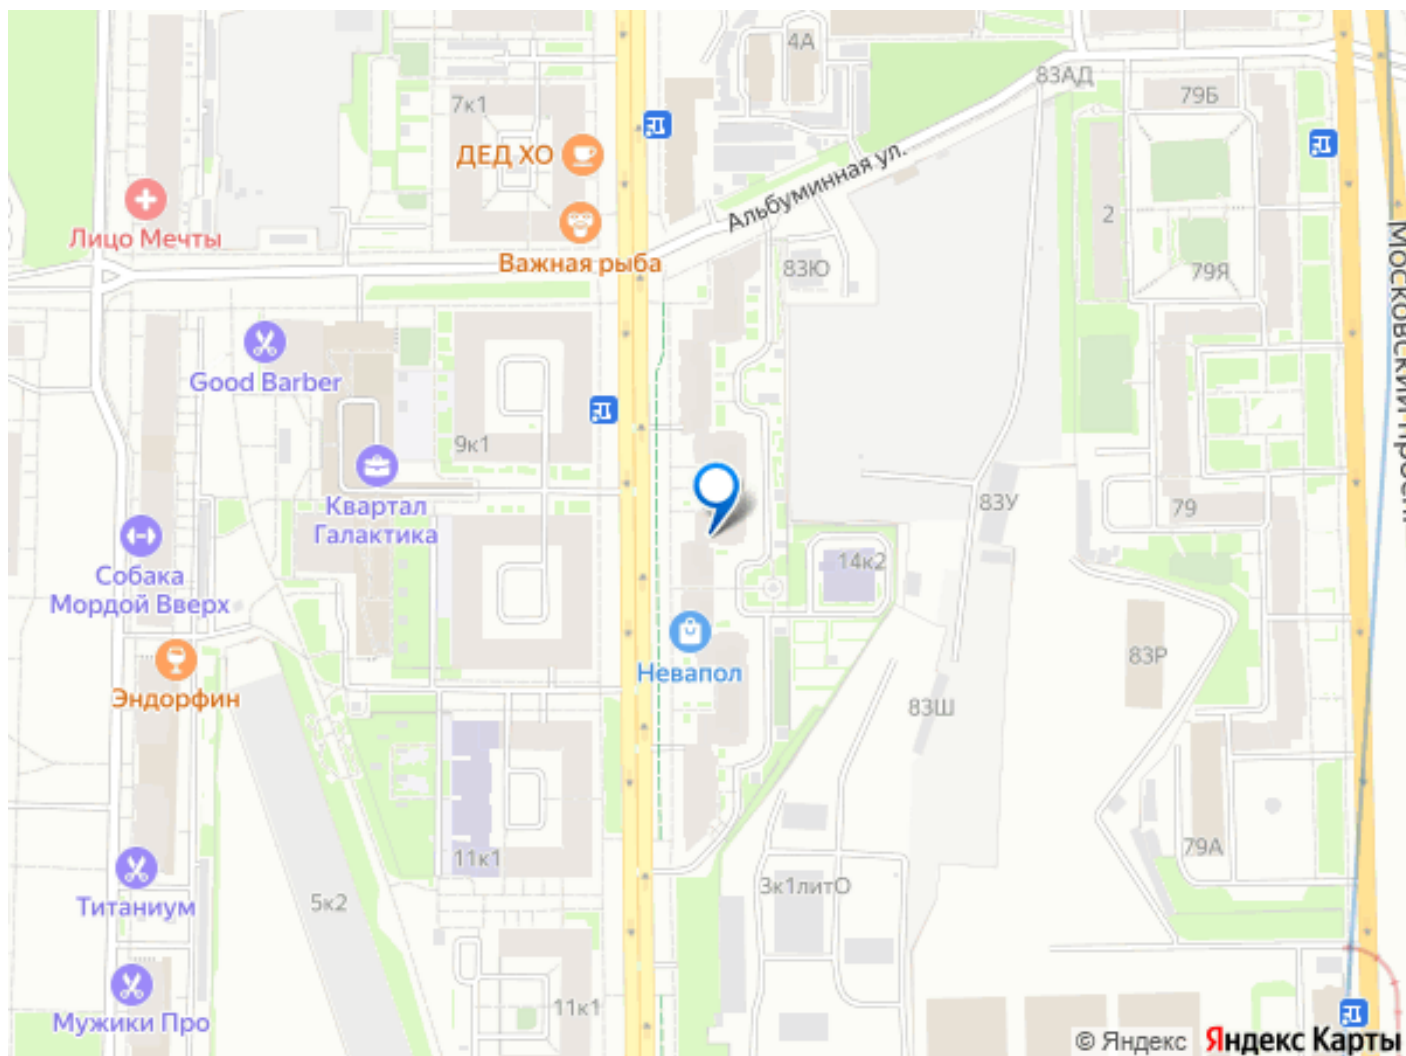 4А
83АД
79Б
7к1
ДЕД ХО
Альбуминная ул.
2
Лицо Мечты
Важная рыба
83Ю
79Я
Московский просп.
Good Barber
9к1
Квартал
Галактика
83У
79
14к2
Собака
Мордой Вверх
Невапол
83Р
Эндорфин
83Ш
79А
11к1
3к1литО
Титаниум
5к2
11к1
Мужики Про
© Яндекс Яндекс Карты